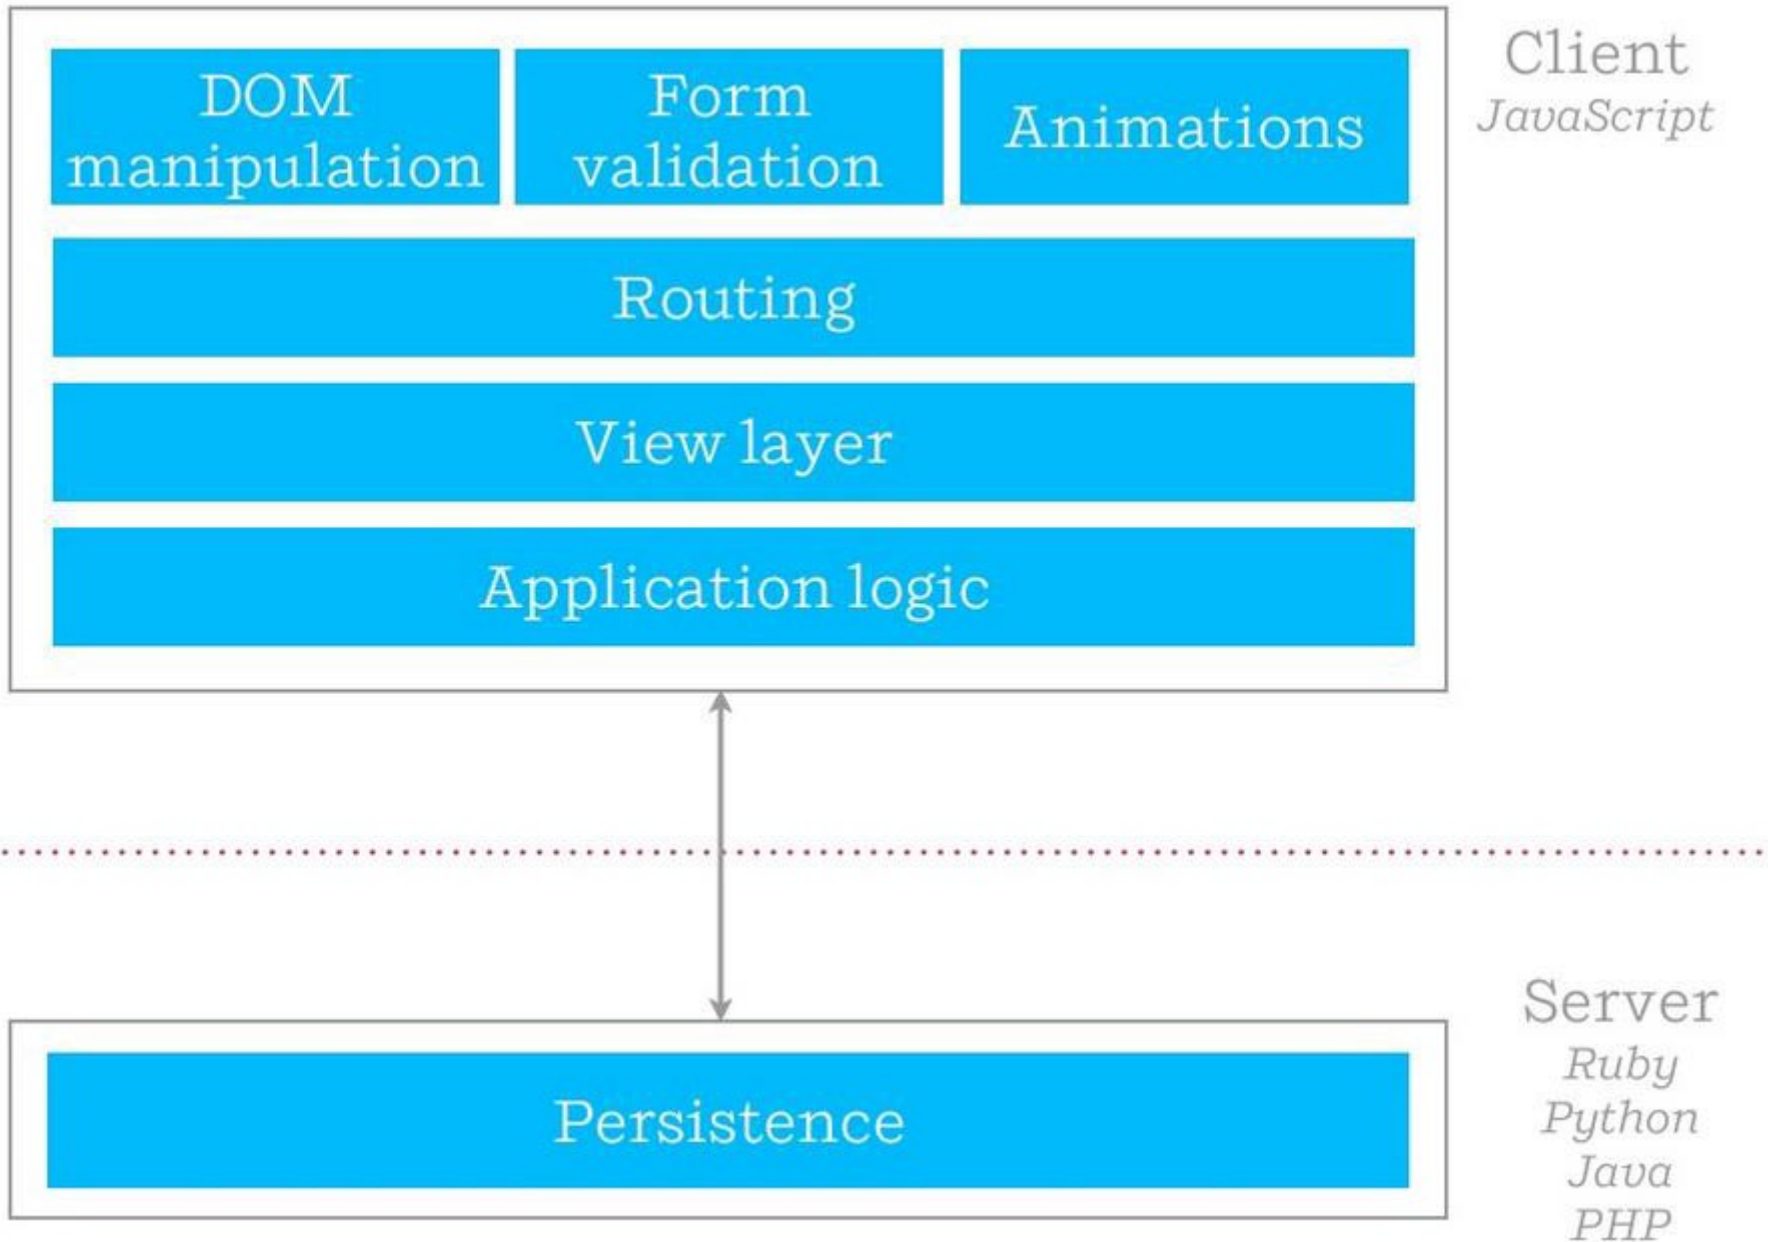 DOM
manipulation
Form
validation
Animations
Client
JavaScript
Routing
View layer
Application logic
Persistence
Server
Ruby
Python
Java
PHP